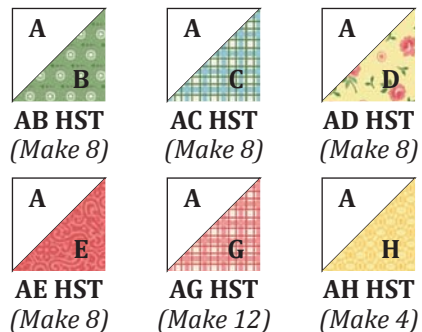 A A A
B C D
AB HST AC HST AD HST
(Make 8) (Make 8) (Make 8)
A A A
E G H
AE HST AG HST AH HST
(Make 8) (Make 12) (Make 4)